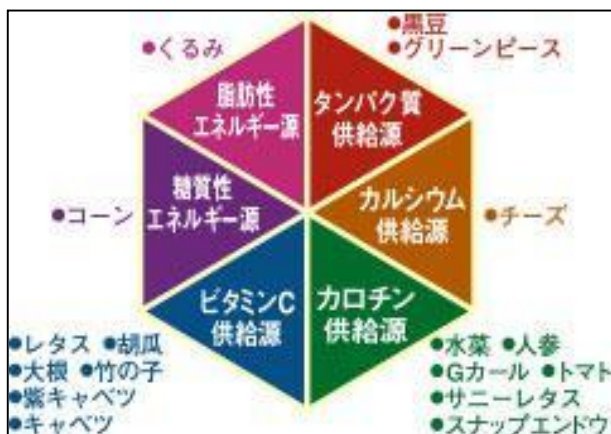 ●黒豆
●グリーンピース
●くるみ
脂肪性
エネルギー源
タンパク質
供給源
糖質性
エネルギー源
カルシウム
供給源
●コーン
●チーズ
ビタミンC
供給源
カロチン
供給源
●レタス ●胡瓜
●大根 ●竹の子
●紫キャベツ
●キャベツ
●水菜 ●人参
●Gカール ●トマト
●サニーレタス
●スナップエンドウ